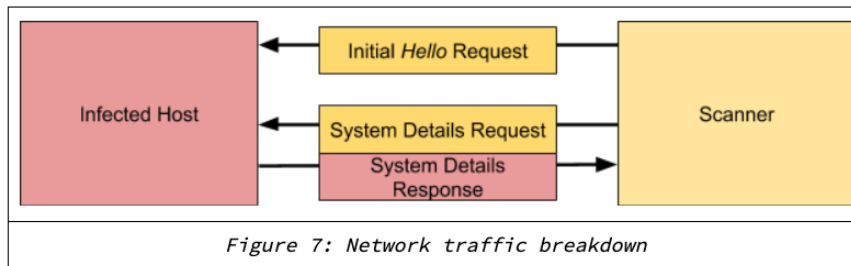 Initial Hello Request
Infected Host
Scanner
System Details Request
System Details
Response
Figure 7: Network traffic breakdown